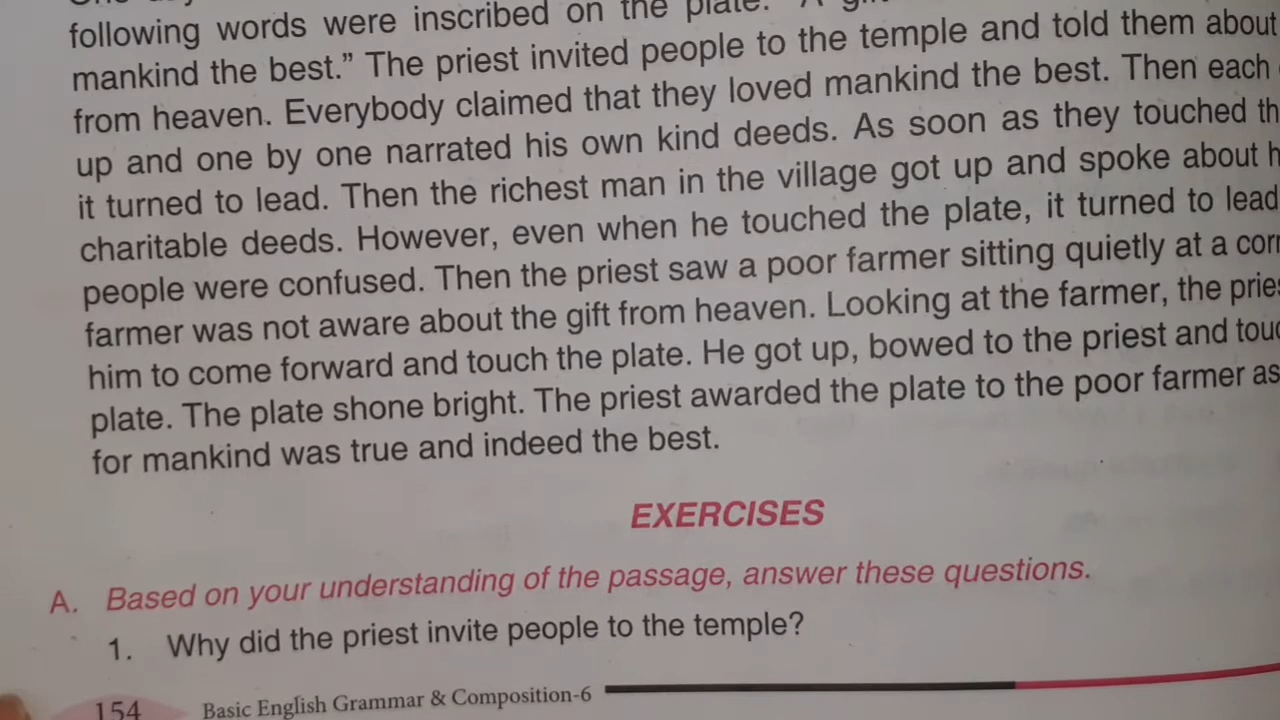 following words were inscribed on the plate: "A
mankind the best." The priest invited people to the temple and told them about
from heaven. Everybody claimed that they loved mankind the best. Then each
up and one by one narrated his own kind deeds. As soon as they touched th
it turned to lead. Then the richest man in the village got up and spoke about h
charitable deeds. However, even when he touched the plate, it turned to lead
people were confused. Then the priest saw a poor farmer sitting quietly at a corn
farmer was not aware about the gift from heaven. Looking at the farmer, the pries
him to come forward and touch the plate. He got up, bowed to the priest and touc
plate. The plate shone bright. The priest awarded the plate to the poor farmer as
for mankind was true and indeed the best.
EXERCISES
A. Based on your understanding of the passage, answer these questions.
1. Why did the priest invite people to the temple?
154 Basic English Grammar & Composition-6